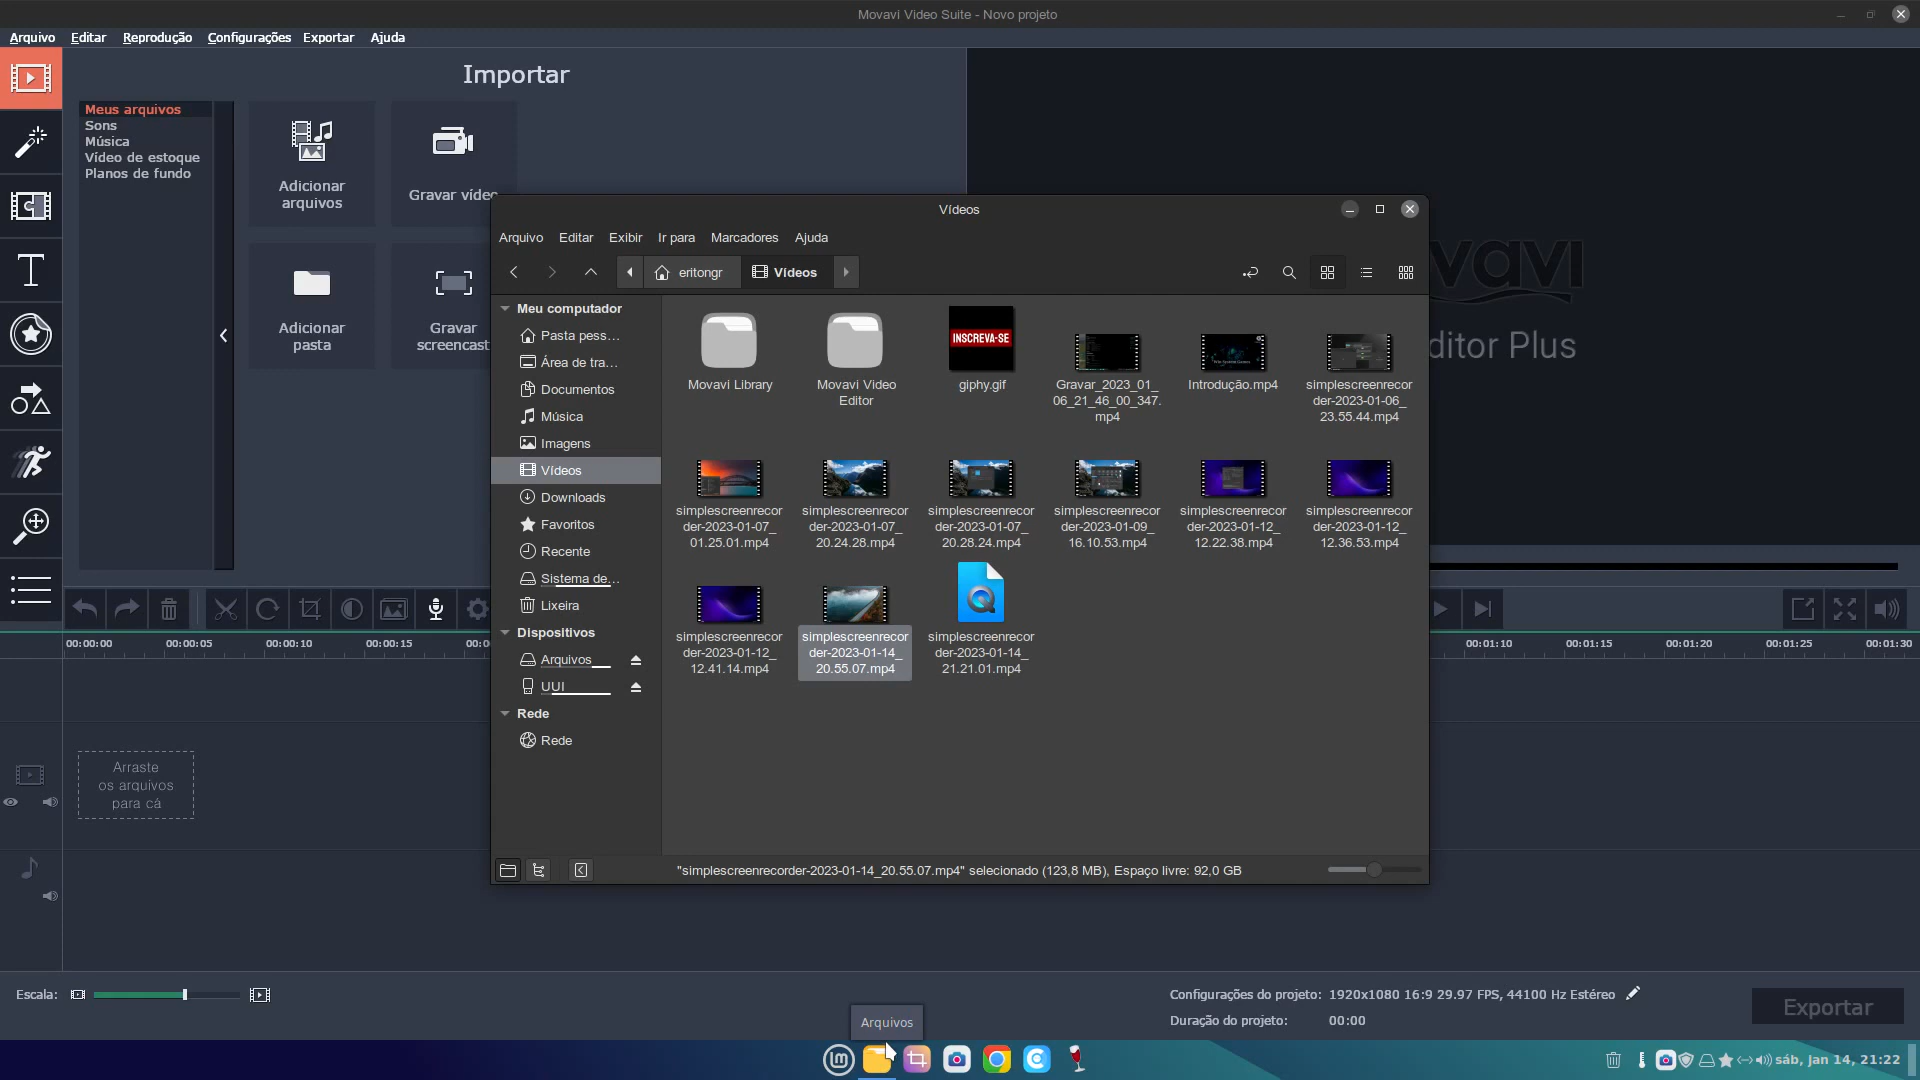 Movavi Video Suite - Novo projeto
Arquivo Editar Reprodução Configurações Exportar Ajuda
Importar
Meus arquivos
Sons
Música
Vídeo de estoque
Planos de fundo
Adicionar
arquivos
Gravar vídeo
Adicionar
pasta
Gravar
screencast
ditor Plus
Vídeos
Arquivo Editar Exibir Ir para Marcadores Ajuda
eritongr Vídeos
Meu computador
Pasta pess...
Área de tra...
Documentos
Música
Imagens
Vídeos
Downloads
Favoritos
Recente
Sistema de...
Lixeira
Dispositivos
Arquivos
UUI
Rede
Rede
Movavi Library
Movavi Video
Editor
INSCREVA-SE
giphy.gif
Gravar_2023_01_
06_21_46_00_347.
mp4
Introdução.mp4
simplescreenrecor
der-2023-01-06_
23.55.44.mp4
simplescreenrecor
der-2023-01-07_
01.25.01.mp4
simplescreenrecor
der-2023-01-07_
20.24.28.mp4
simplescreenrecor
der-2023-01-07_
20.28.24.mp4
simplescreenrecor
der-2023-01-09_
16.10.53.mp4
simplescreenrecor
der-2023-01-12_
12.22.38.mp4
simplescreenrecor
der-2023-01-12_
12.36.53.mp4
simplescreenrecor
der-2023-01-12_
12.41.14.mp4
simplescreenrecor
der-2023-01-14_
20.55.07.mp4
simplescreenrecor
der-2023-01-14_
21.21.01.mp4
"simplescreenrecorder-2023-01-14_20.55.07.mp4" selecionado (123,8 MB), Espaço livre: 92,0 GB
00:00:00 00:00:05 00:00:10 00:00:15 00:0 00:01:10 00:01:15 00:01:20 00:01:25 00:01:30
Arraste
os arquivos
para cá
Escala:
Configurações do projeto: 1920x1080 16:9 29.97 FPS, 44100 Hz Estéreo
Duração do projeto: 00:00
Exportar
Arquivos
sáb, jan 14, 21:22